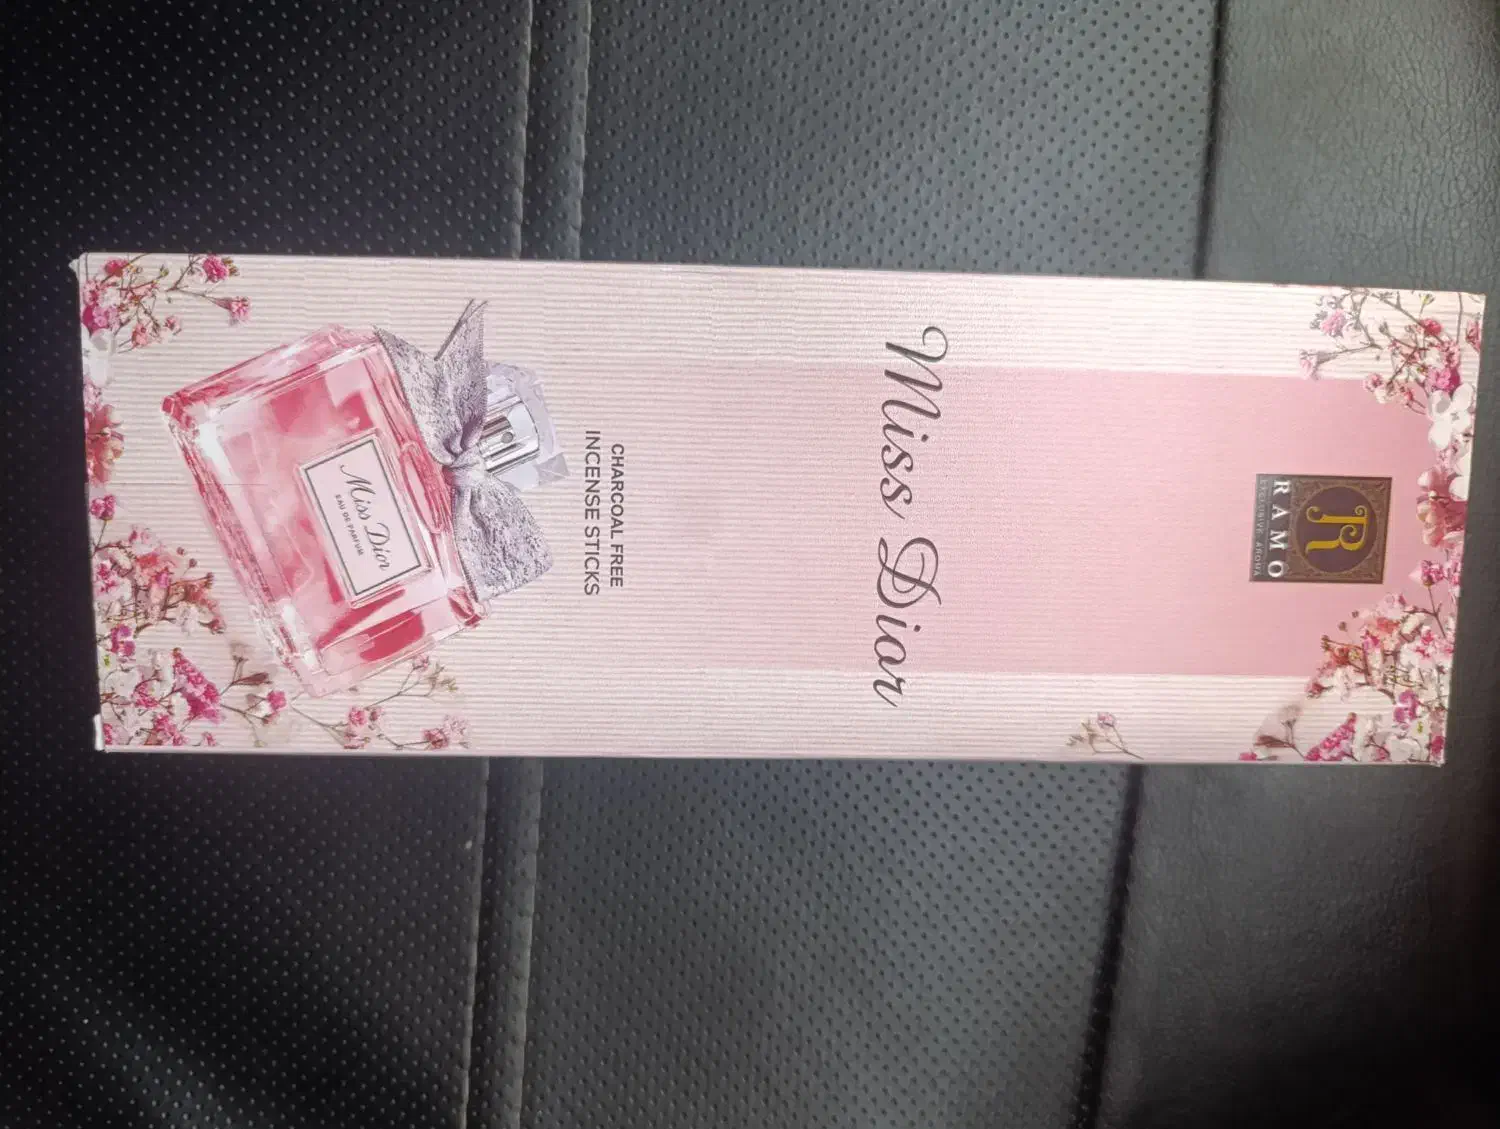 RAMO
EXCLUSIVE AROMA
Miss Dior
CHARCOAL FREE
INCENSE STICKS
Miss Dior
EAU DE PARFUM